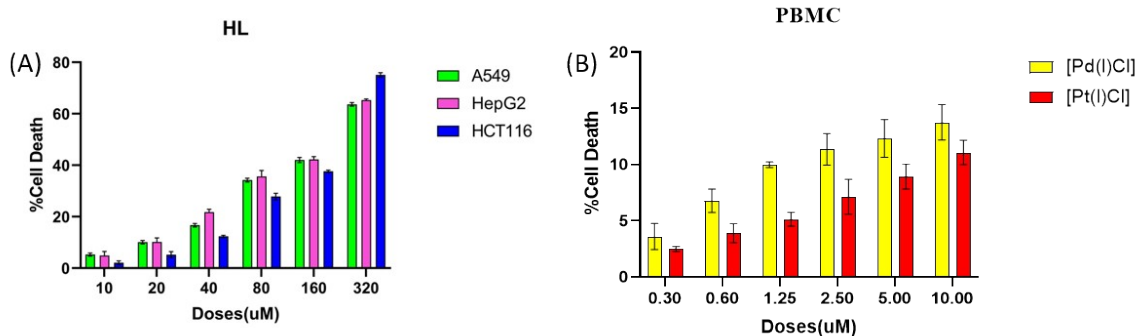 (A)
HL
%Cell Death
80
60
40
20
0
10 20 40 80 160 320
Doses(uM)
A549
HepG2
HCT116
(B)
PBMC
%Cell Death
20
15
10
5
0
0.30 0.60 1.25 2.50 5.00 10.00
Doses(uM)
[Pd(l)Cl]
[Pt(l)Cl]